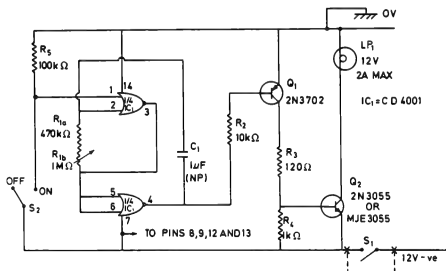 0V
R5
100kΩ
14
1
2
1/4
IC1
3
R1a
470kΩ
R1b
1MΩ
C1
1µF
(NP)
R2
10kΩ
Q1
2N3702
R3
120Ω
LP1
12V
2A MAX
IC1 = CD4001
OFF
ON
S2
5
6
1/4
IC1
4
7
TO PINS 8,9,12 AND 13
R4
1kΩ
Q2
2N3055
OR
MJE3055
S1
12V -ve